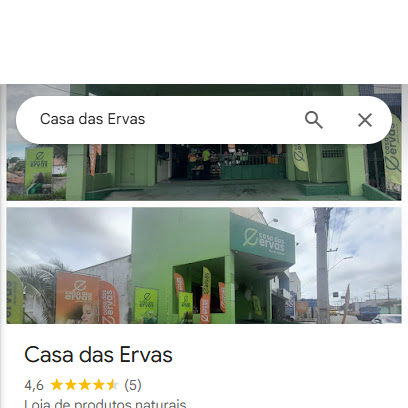 Casa das Ervas
casa das
ervas
casa das
ervas
casa das
ervas
Casa das Ervas
4,6 (5)
Loja de produtos naturais